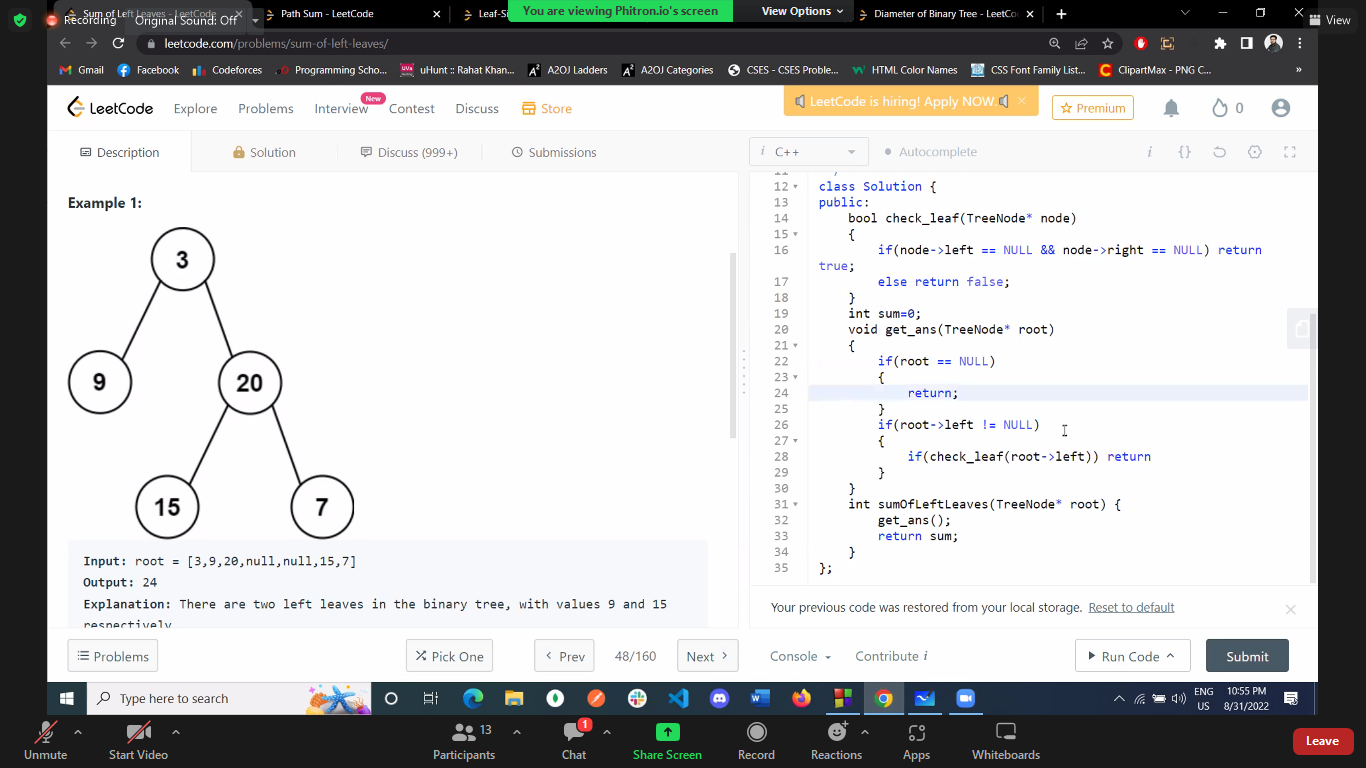 Sum of Left Leaves - LeetCode
Recording
Original Sound: Off
Path Sum - LeetCode
Leaf-Si
You are viewing Phitron.io's screen
View Options
Diameter of Binary Tree - LeetCo
View
leetcode.com/problems/sum-of-left-leaves/
Gmail
Facebook
Codeforces
Programming Scho...
uHunt :: Rahat Khan...
A2OJ Ladders
A2OJ Categories
CSES - CSES Proble...
HTML Color Names
CSS Font Family List...
ClipartMax - PNG C...
»
LeetCode
Explore
Problems
Interview
New
Contest
Discuss
Store
LeetCode is hiring! Apply NOW.
Premium
0
Description
Solution
Discuss (999+)
Submissions
i C++
Autocomplete
i
{}
Example 1:
3
9
20
15
7
Input: root = [3,9,20,null,null,15,7]
Output: 24
Explanation: There are two left leaves in the binary tree, with values 9 and 15
respectively
12 class Solution {
13 public:
14 bool check_leaf(TreeNode* node)
15 {
16 if(node->left == NULL && node->right == NULL) return
true;
17 else return false;
18 }
19 int sum=0;
20 void get_ans(TreeNode* root)
21 {
22 if(root == NULL)
23 {
24 return;
25 }
26 if(root->left != NULL)
27 {
28 if(check_leaf(root->left)) return
29 }
30 }
31 int sumOfLeftLeaves(TreeNode* root) {
32 get_ans();
33 return sum;
34 }
35 };
Your previous code was restored from your local storage. Reset to default
Problems
Pick One
Prev
48/160
Next
Console
Contribute i
Run Code
Submit
Type here to search
ENG
US
10:55 PM
8/31/2022
Unmute
Start Video
Participants
13
Chat
1
Share Screen
Record
Reactions
Apps
Whiteboards
Leave